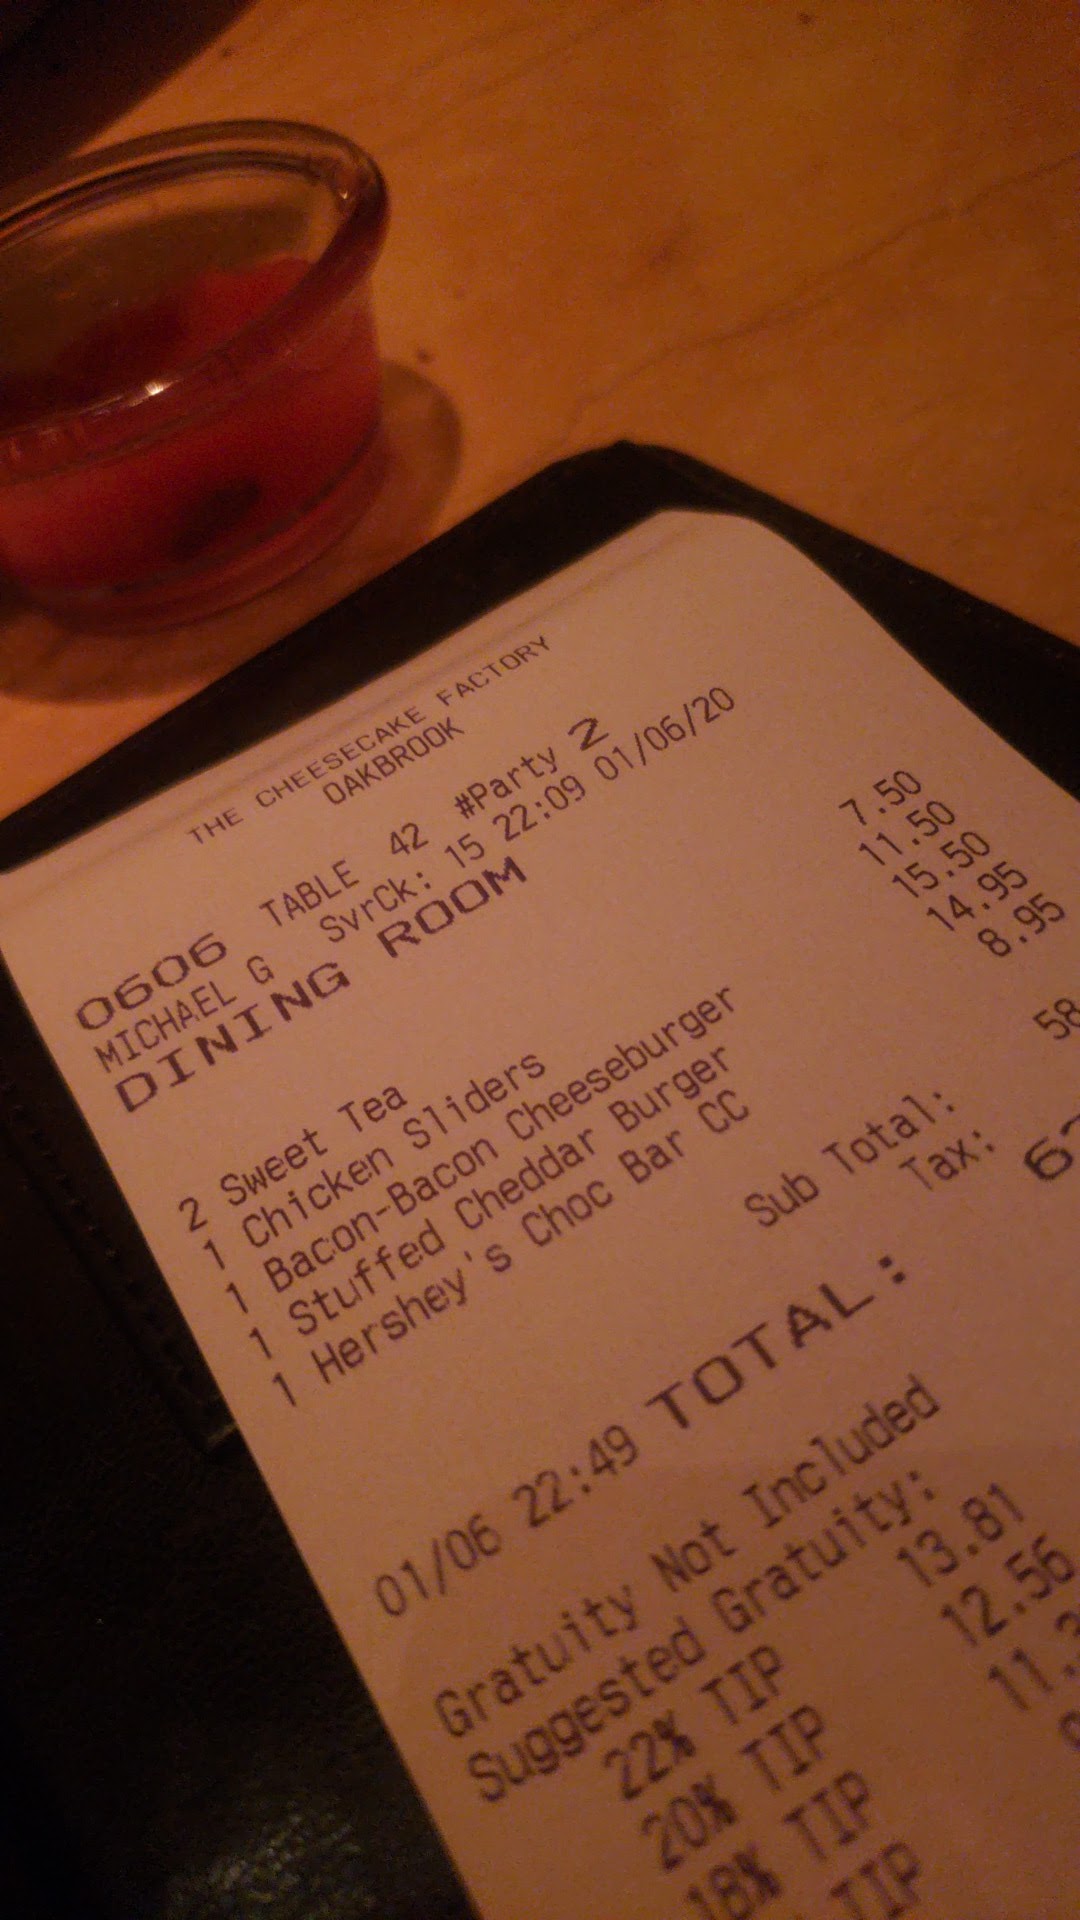 THE CHEESECAKE FACTORY
OAKBROOK
0606 TABLE 42 #Party 2
MICHAEL G SvrCk: 15 22:09 01/06/20
DINING ROOM
2 Sweet Tea 7.50
1 Chicken Sliders 11.50
1 Bacon-Bacon Cheeseburger 15.50
1 Stuffed Cheddar Burger 14.95
1 Hershey's Choc Bar CC 8.95
Sub Total: 58
Tax:
01/06 22:49 TOTAL: 6
Gratuity Not Included
Suggested Gratuity:
22% TIP 13.81
20% TIP 12.56
18% TIP 11.
TIP